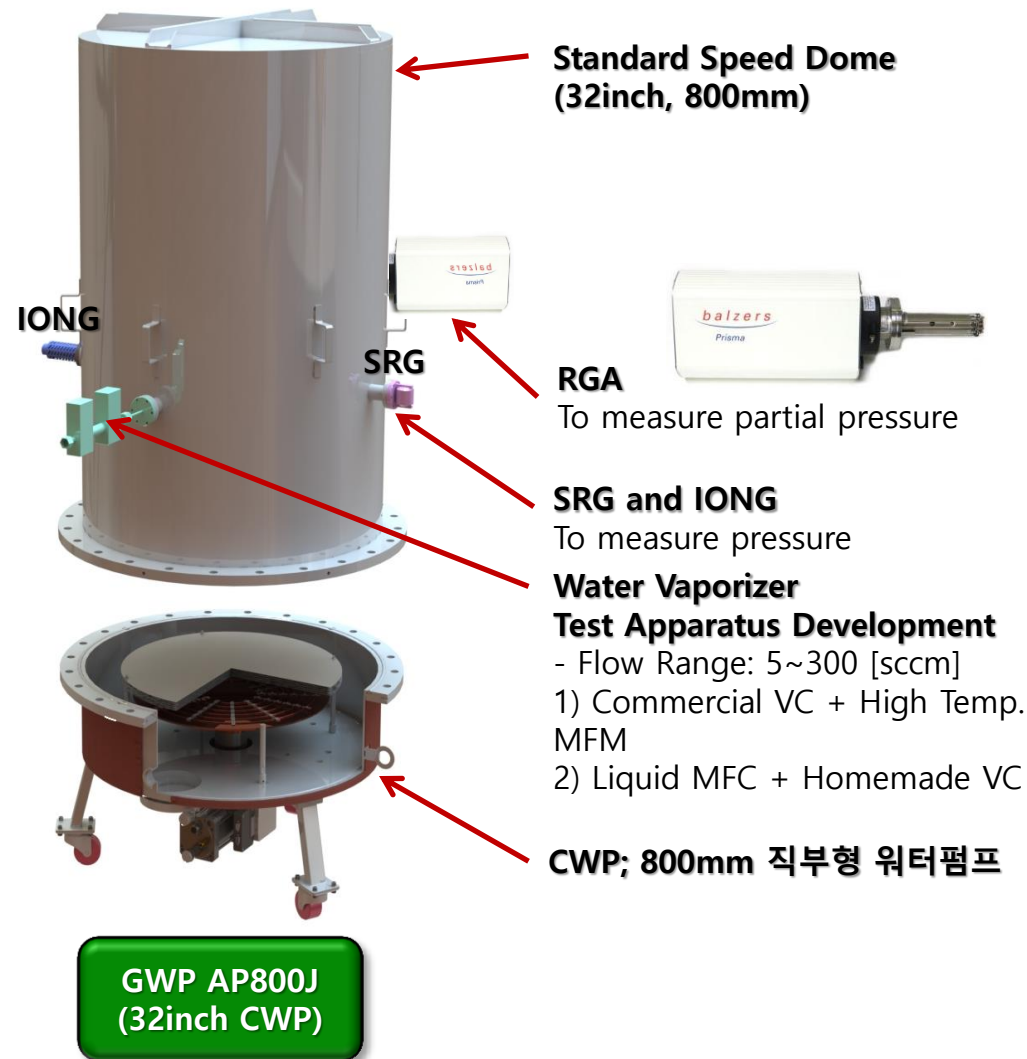 Standard Speed Dome
(32inch, 800mm)
balzers
Prisma
IONG
balzers
Prisma
SRG
RGA
To measure partial pressure
SRG and IONG
To measure pressure
Water Vaporizer
Test Apparatus Development
- Flow Range: 5~300 [sccm]
1) Commercial VC + High Temp.
MFM
2) Liquid MFC + Homemade VC
CWP; 800mm 직부형 워터펌프
GWP AP800J
(32inch CWP)